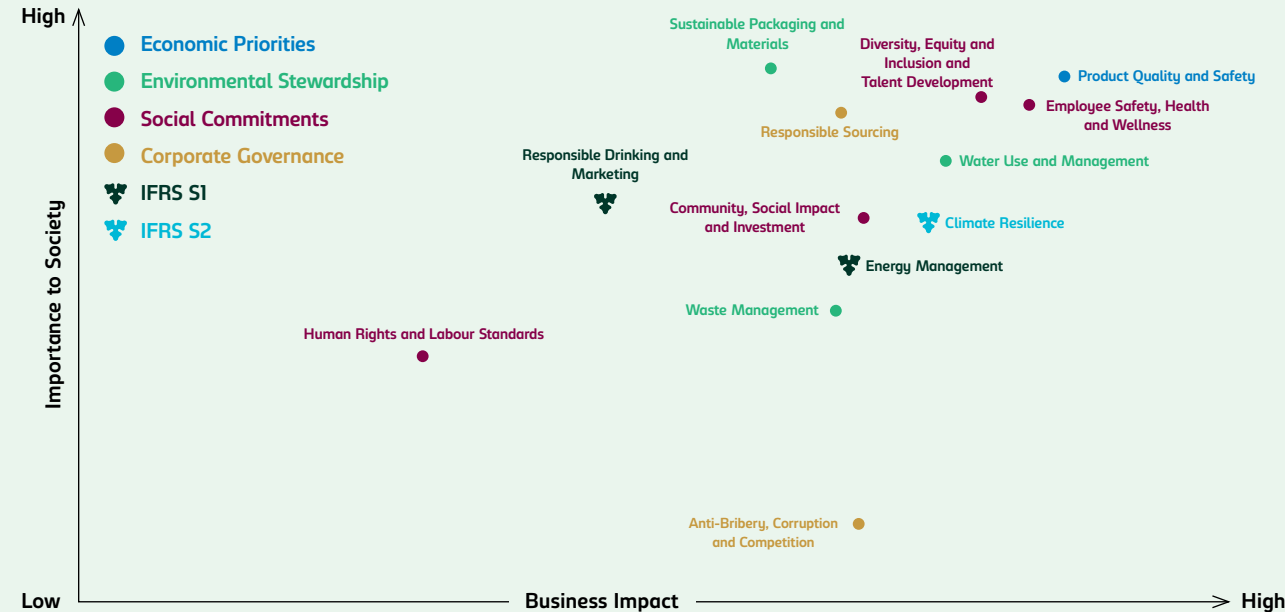 High
Economic Priorities
Environmental Stewardship
Social Commitments
Corporate Governance
IFRS S1
IFRS S2
Importance to Society
Sustainable Packaging and
Materials
Diversity, Equity and
Inclusion and
Talent Development
Product Quality and Safety
Employee Safety, Health
and Wellness
Responsible Sourcing
Responsible Drinking and
Marketing
Water Use and Management
Community, Social Impact
and Investment
Climate Resilience
Energy Management
Waste Management
Human Rights and Labour Standards
Anti-Bribery, Corruption
and Competition
Low
Business Impact
High